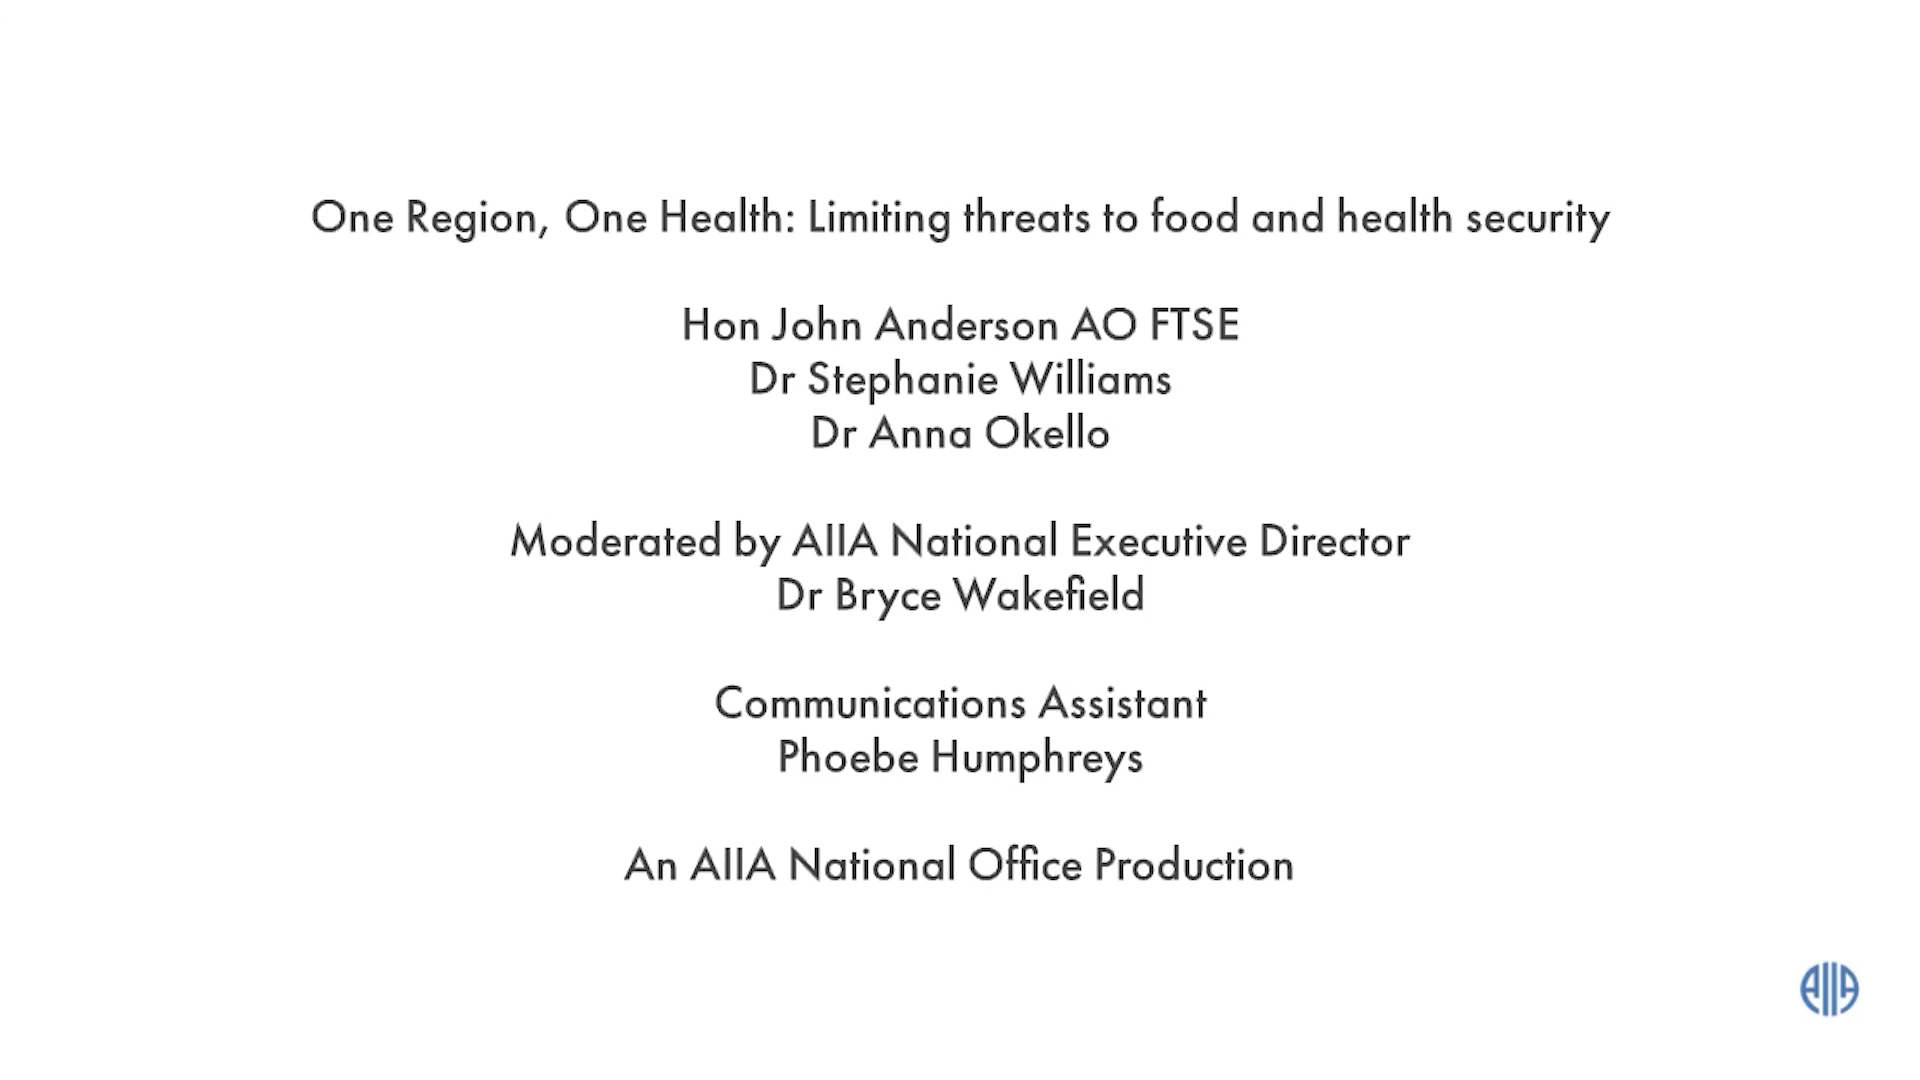 One Region, One Health: Limiting threats to food and health security
Hon John Anderson AO FTSE
Dr Stephanie Williams
Dr Anna Okello
Moderated by AIIA National Executive Director
Dr Bryce Wakefield
Communications Assistant
Phoebe Humphreys
An AIIA National Office Production
AIIA